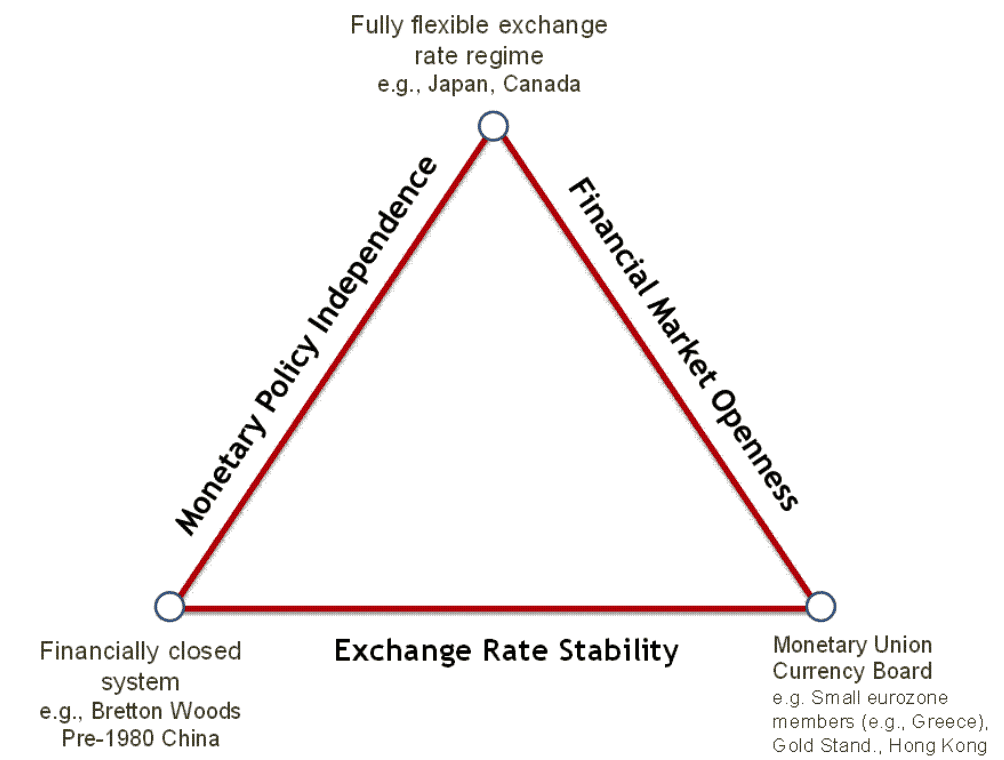 Fully flexible exchange
rate regime
e.g., Japan, Canada
Monetary Policy Independence
Financial Market Openness
Financially closed
system
e.g., Bretton Woods
Pre-1980 China
Exchange Rate Stability
Monetary Union
Currency Board
e.g. Small eurozone
members (e.g., Greece),
Gold Stand., Hong Kong